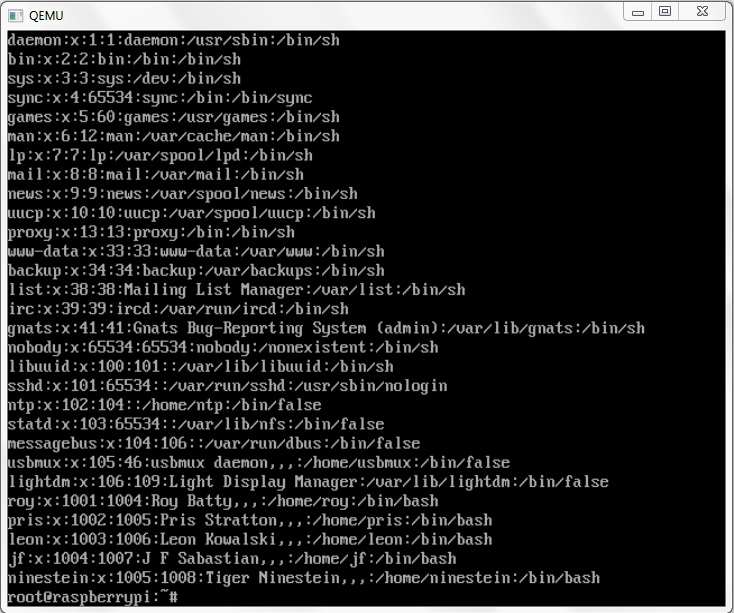 QEMU
daemon:x:1:1:daemon:/usr/sbin:/bin/sh
bin:x:2:2:bin:/bin:/bin/sh
sys:x:3:3:sys:/dev:/bin/sh
sync:x:4:65534:sync:/bin:/bin/sync
games:x:5:60:games:/usr/games:/bin/sh
man:x:6:12:man:/var/cache/man:/bin/sh
lp:x:7:7:lp:/var/spool/lpd:/bin/sh
mail:x:8:8:mail:/var/mail:/bin/sh
news:x:9:9:news:/var/spool/news:/bin/sh
uucp:x:10:10:uucp:/var/spool/uucp:/bin/sh
proxy:x:13:13:proxy:/bin:/bin/sh
www-data:x:33:33:www-data:/var/www:/bin/sh
backup:x:34:34:backup:/var/backups:/bin/sh
list:x:38:38:Mailing List Manager:/var/list:/bin/sh
irc:x:39:39:ircd:/var/run/ircd:/bin/sh
gnats:x:41:41:Gnats Bug-Reporting System (admin):/var/lib/gnats:/bin/sh
nobody:x:65534:65534:nobody:/nonexistent:/bin/sh
libuuid:x:100:101::/var/lib/libuuid:/bin/sh
sshd:x:101:65534::/var/run/sshd:/usr/sbin/nologin
ntp:x:102:104::/home/ntp:/bin/false
statd:x:103:65534::/var/lib/nfs:/bin/false
messagebus:x:104:106::/var/run/dbus:/bin/false
usbmux:x:105:46:usbmux daemon,,,:/home/usbmux:/bin/false
lightdm:x:106:109:Light Display Manager:/var/lib/lightdm:/bin/false
roy:x:1001:1004:Roy Batty,,,:/home/roy:/bin/bash
pris:x:1002:1005:Pris Stratton,,,:/home/pris:/bin/bash
leon:x:1003:1006:Leon Kowalski,,,:/home/leon:/bin/bash
jf:x:1004:1007:J F Sabastian,,,:/home/jf:/bin/bash
ninestein:x:1005:1008:Tiger Ninestein,,,:/home/ninestein:/bin/bash
root@raspberrypi:~#